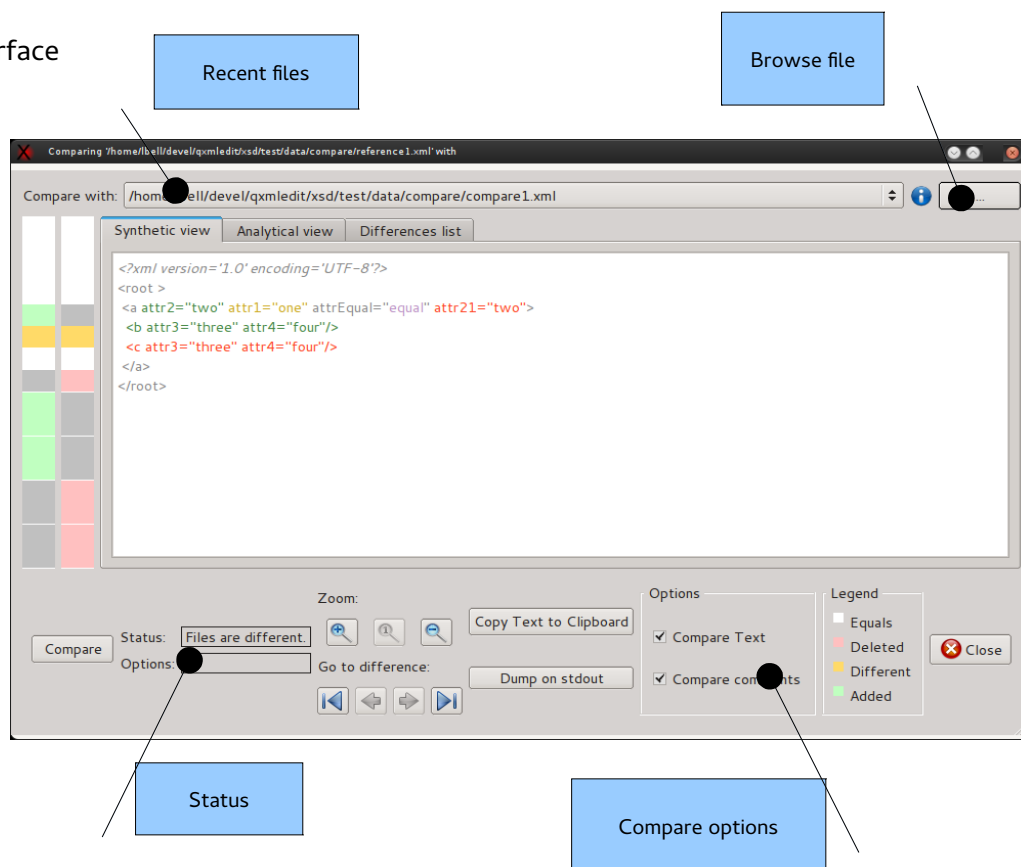 rface
Recent files
Browse file
Comparing '/home/lbell/devel/qxmledit/xsd/test/data/compare/reference1.xml' with
Compare with: /home ell/devel/qxmledit/xsd/test/data/compare/compare1.xml
...
Synthetic view Analytical view Differences list
<?xml version='1.0' encoding='UTF-8'?>
<root >
<a attr2="two" attr1="one" attrEqual="equal" attr21="two">
<b attr3="three" attr4="four"/>
<c attr3="three" attr4="four"/>
</a>
</root>
Compare
Status: Files are different.
Options:
Zoom:
Go to difference:
Copy Text to Clipboard
Dump on stdout
Options
Compare Text
Compare comments
Legend
Equals
Deleted
Different
Added
Close
Status
Compare options